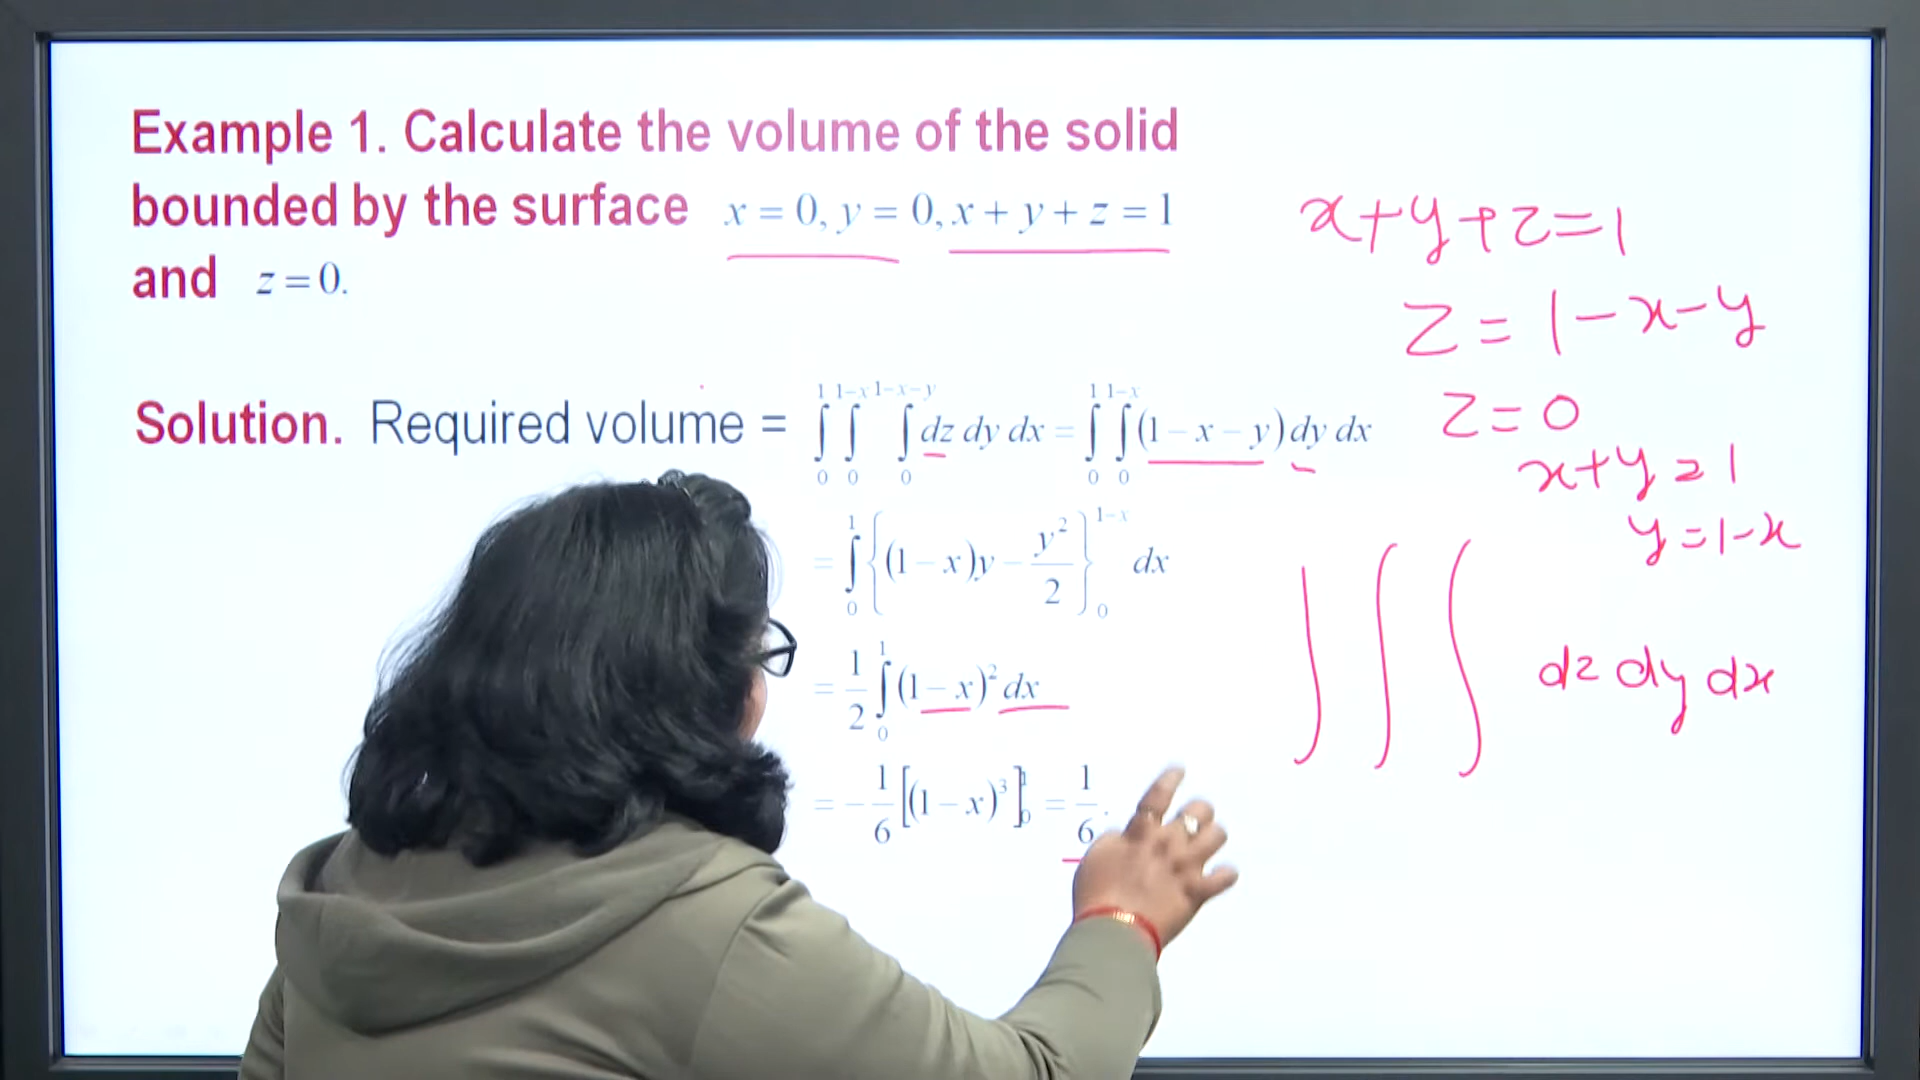 Example 1. Calculate the volume of the solid
bounded by the surface x = 0, y = 0, x + y + z = 1
and z = 0.
Solution. Required volume = ∫₀¹ ∫₀^{1−x} ∫₀^{1−x−y} dz dy dx = ∫₀¹ ∫₀^{1−x} (1 − x − y) dy dx
= ∫₀¹ {(1 − x)y − y²/2}₀^{1−x} dx
= 1/2 ∫₀¹ (1 − x)² dx
= −1/6 [(1 − x)³]₀¹ = 1/6.
x+y+z=1
z = 1−x−y
z = 0
x+y=1
y=1−x
∫∫∫ dz dy dx